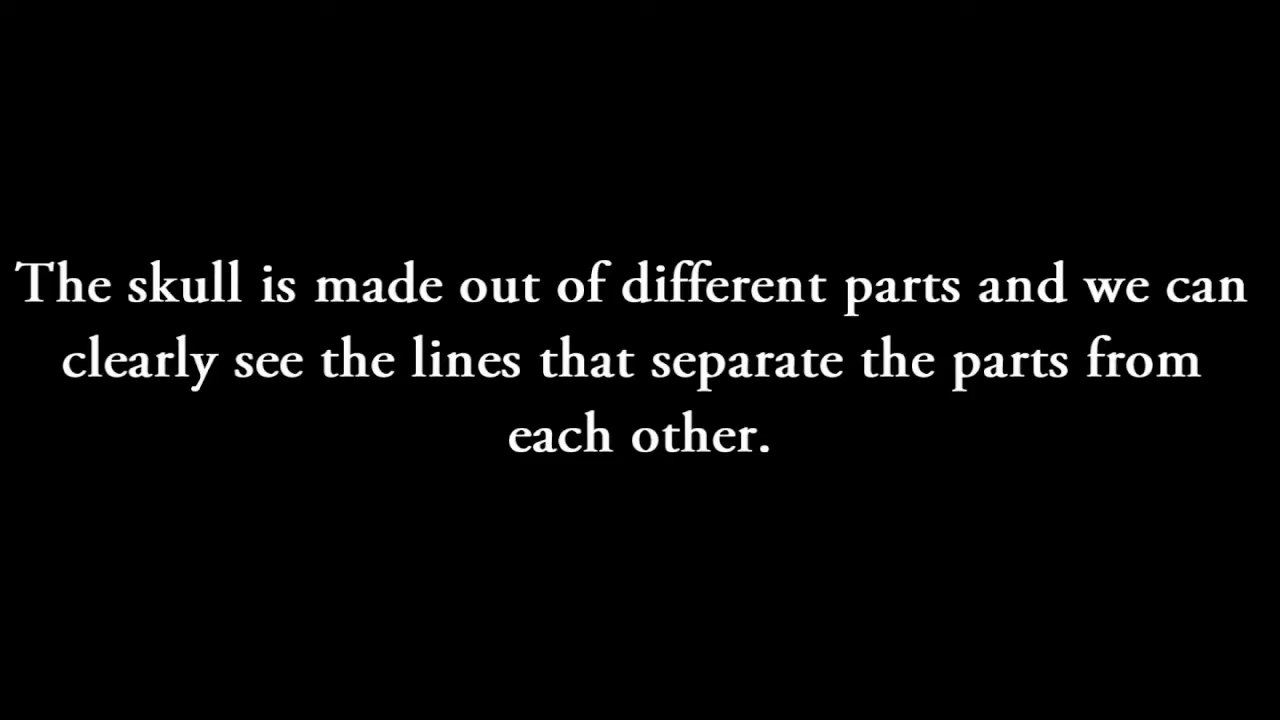 The skull is made out of different parts and we can
clearly see the lines that separate the parts from
each other.